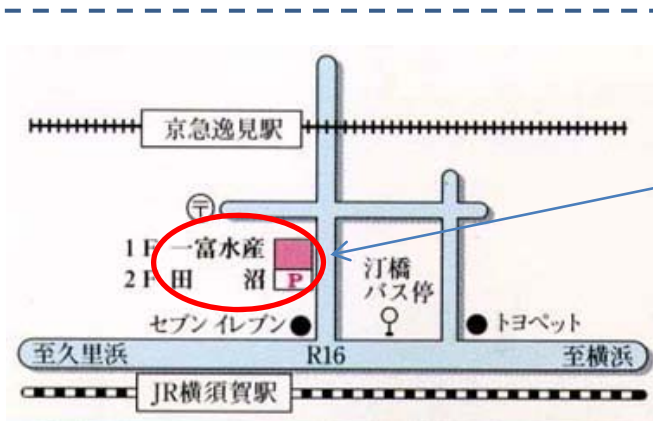 京急逸見駅
〒
1F 一富水産
2F 田 沼 P
汀橋
バス停
セブンイレブン
トヨペット
至久里浜 R16 至横浜
JR横須賀駅